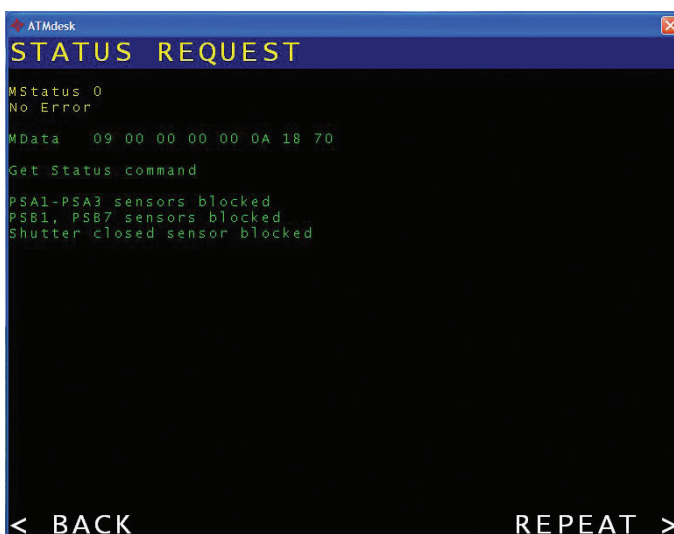 ATMdesk
STATUS REQUEST
MStatus 0
No Error
MData 09 00 00 00 00 0A 18 70
Get Status command
PSA1-PSA3 sensors blocked
PSB1, PSB7 sensors blocked
Shutter closed sensor blocked
< BACK REPEAT >